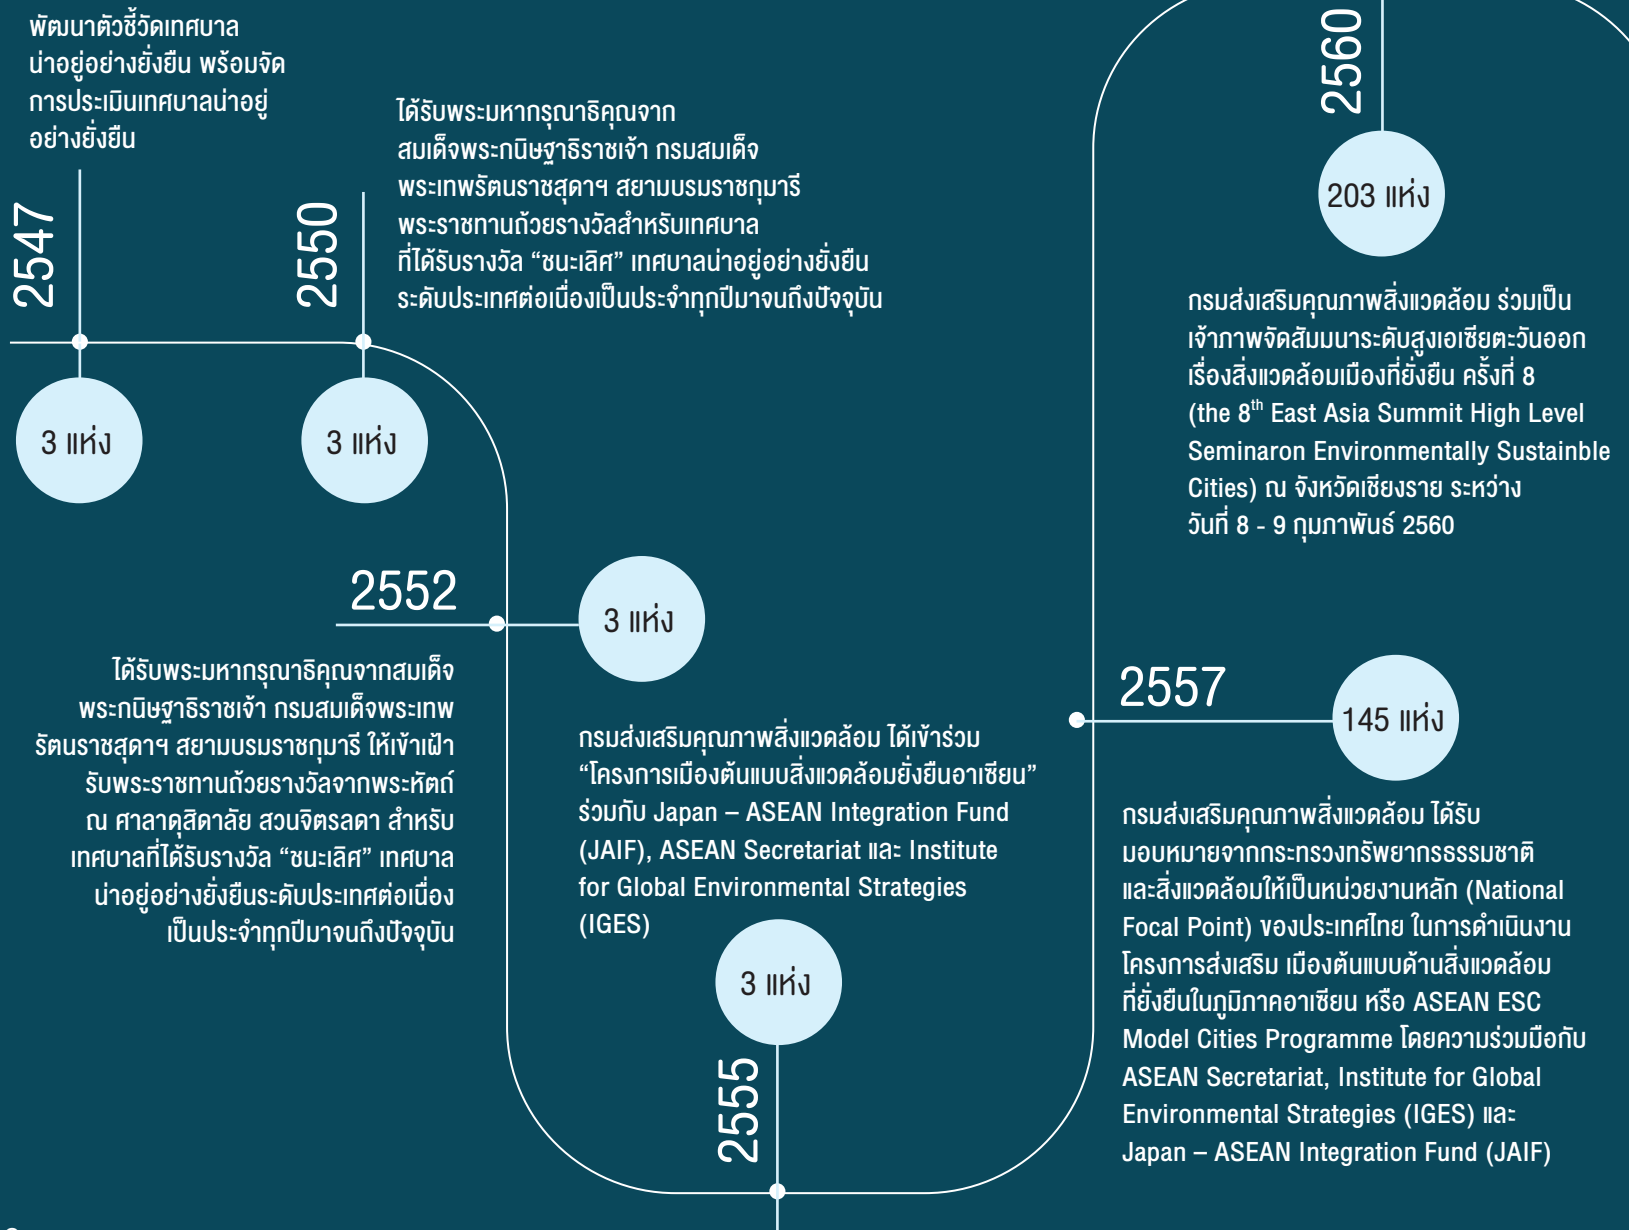 พัฒนาตัวชี้วัดเทศบาล
น่าอยู่อย่างยั่งยืน พร้อมจัด
การประเมินเทศบาลน่าอยู่
อย่างยั่งยืน
2547
3 แห่ง
ได้รับพระมหากรุณาธิคุณจาก
สมเด็จพระกนิษฐาธิราชเจ้า กรมสมเด็จ
พระเทพรัตนราชสุดาฯ สยามบรมราชกุมารี
พระราชทานถ้วยรางวัลสำหรับเทศบาล
ที่ได้รับรางวัล “ชนะเลิศ” เทศบาลน่าอยู่อย่างยั่งยืน
ระดับประเทศต่อเนื่องเป็นประจำทุกปีมาจนถึงปัจจุบัน
2550
3 แห่ง
2552
3 แห่ง
ได้รับพระมหากรุณาธิคุณจากสมเด็จ
พระกนิษฐาธิราชเจ้า กรมสมเด็จพระเทพ
รัตนราชสุดาฯ สยามบรมราชกุมารี ให้เข้าเฝ้า
รับพระราชทานถ้วยรางวัลจากพระหัตถ์
ณ ศาลาดุสิดาลัย สวนจิตรลดา สำหรับ
เทศบาลที่ได้รับรางวัล “ชนะเลิศ” เทศบาล
น่าอยู่อย่างยั่งยืนระดับประเทศต่อเนื่อง
เป็นประจำทุกปีมาจนถึงปัจจุบัน
กรมส่งเสริมคุณภาพสิ่งแวดล้อม ได้เข้าร่วม
“โครงการเมืองต้นแบบสิ่งแวดล้อมยั่งยืนอาเซียน”
ร่วมกับ Japan – ASEAN Integration Fund
(JAIF), ASEAN Secretariat และ Institute
for Global Environmental Strategies
(IGES)
3 แห่ง
2555
2557
145 แห่ง
กรมส่งเสริมคุณภาพสิ่งแวดล้อม ได้รับ
มอบหมายจากกระทรวงทรัพยากรธรรมชาติ
และสิ่งแวดล้อมให้เป็นหน่วยงานหลัก (National
Focal Point) ของประเทศไทย ในการดำเนินงาน
โครงการส่งเสริม เมืองต้นแบบด้านสิ่งแวดล้อม
ที่ยั่งยืนในภูมิภาคอาเซียน หรือ ASEAN ESC
Model Cities Programme โดยความร่วมมือกับ
ASEAN Secretariat, Institute for Global
Environmental Strategies (IGES) และ
Japan – ASEAN Integration Fund (JAIF)
2560
203 แห่ง
กรมส่งเสริมคุณภาพสิ่งแวดล้อม ร่วมเป็น
เจ้าภาพจัดสัมมนาระดับสูงเอเซียตะวันออก
เรื่องสิ่งแวดล้อมเมืองที่ยั่งยืน ครั้งที่ 8
(the 8th East Asia Summit High Level
Seminaron Environmentally Sustainble
Cities) ณ จังหวัดเชียงราย ระหว่าง
วันที่ 8 - 9 กุมภาพันธ์ 2560